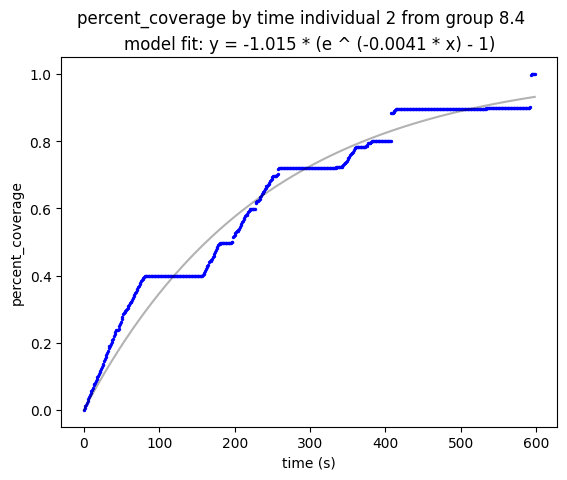 percent_coverage by time individual 2 from group 8.4
model fit: y = -1.015 * (e ^ (-0.0041 * x) - 1)
1.0
0.8
0.6
0.4
0.2
0.0
percent_coverage
0 100 200 300 400 500 600
time (s)